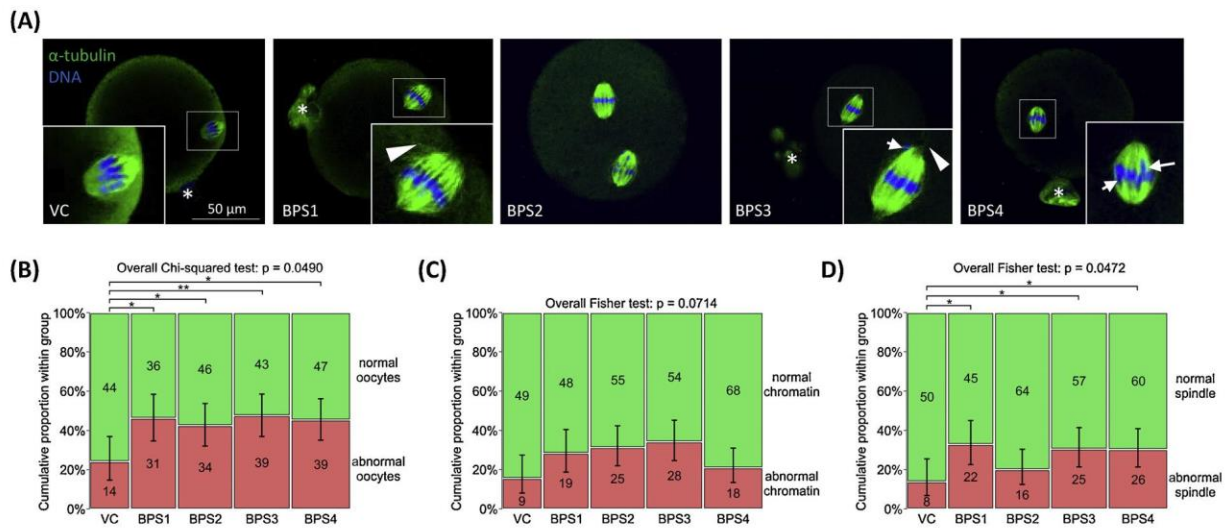 (A)
α-tubulin
DNA
*
VC
50 µm
*
BPS1
BPS2
*
BPS3
*
BPS4
(B)
Overall Chi-squared test: p = 0.0490
*
**
*
*
Cumulative proportion within group
100%
80%
60%
40%
20%
0%
44
36
46
43
47
14
31
34
39
39
normal
oocytes
abnormal
oocytes
VC
BPS1
BPS2
BPS3
BPS4
(C)
Overall Fisher test: p = 0.0714
Cumulative proportion within group
100%
80%
60%
40%
20%
0%
49
48
55
54
68
9
19
25
28
18
normal
chromatin
abnormal
chromatin
VC
BPS1
BPS2
BPS3
BPS4
(D)
Overall Fisher test: p = 0.0472
*
*
*
Cumulative proportion within group
100%
80%
60%
40%
20%
0%
50
45
64
57
60
8
22
16
25
26
normal
spindle
abnormal
spindle
VC
BPS1
BPS2
BPS3
BPS4